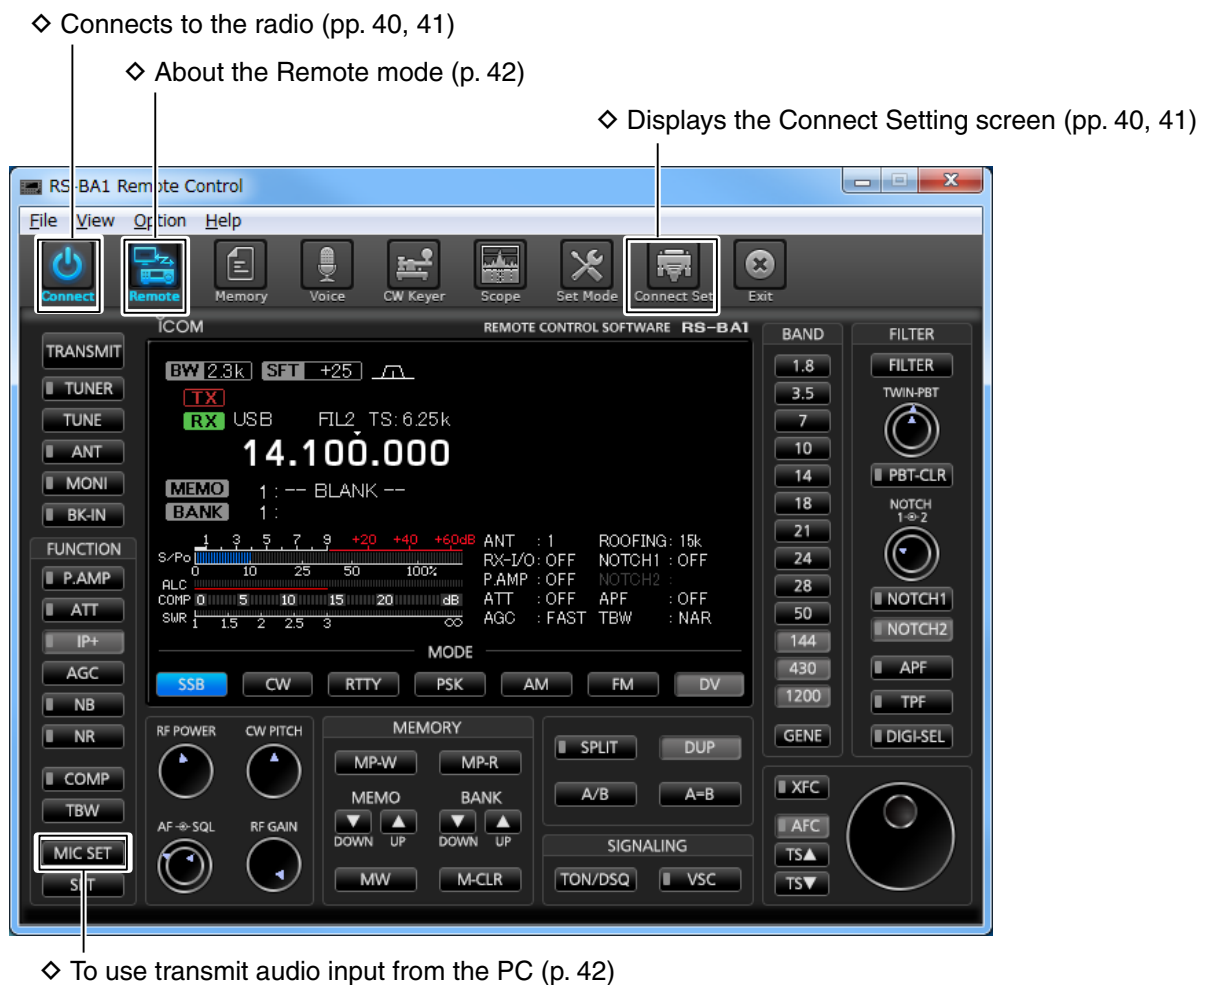 ◇ Connects to the radio (pp. 40, 41)
◇ About the Remote mode (p. 42)
◇ Displays the Connect Setting screen (pp. 40, 41)
RS-BA1 Remote Control
File View Option Help
Connect Remote Memory Voice CW Keyer Scope Set Mode Connect Set Exit
ICOM REMOTE CONTROL SOFTWARE RS-BA1
TRANSMIT
TUNER
TUNE
ANT
MONI
BK-IN
FUNCTION
P.AMP
ATT
IP+
AGC
NB
NR
COMP
TBW
MIC SET
SET
BW 2.3k SFT +25
TX
RX USB FIL2 TS: 6.25k
14.100.000
MEMO 1 : -- BLANK --
BANK 1 :
1 3 5 7 9 +20 +40 +60dB
S/Po
0 10 25 50 100%
ALC
COMP 0 5 10 15 20 dB
SWR 1 1.5 2 2.5 3 ∞
ANT : 1 ROOFING: 15k
RX-I/O: OFF NOTCH1 : OFF
P.AMP : OFF NOTCH2 :
ATT : OFF APF : OFF
AGC : FAST TBW : NAR
MODE
SSB CW RTTY PSK AM FM DV
RF POWER CW PITCH
AF SQL RF GAIN
MEMORY
MP-W MP-R
MEMO BANK
▼ ▲ ▼ ▲
DOWN UP DOWN UP
MW M-CLR
SPLIT DUP
A/B A=B
SIGNALING
TON/DSQ VSC
BAND
1.8
3.5
7
10
14
18
21
24
28
50
144
430
1200
GENE
FILTER
FILTER
TWIN-PBT
PBT-CLR
NOTCH
1 2
NOTCH1
NOTCH2
APF
TPF
DIGI-SEL
XFC
AFC
TS▲
TS▼
◇ To use transmit audio input from the PC (p. 42)